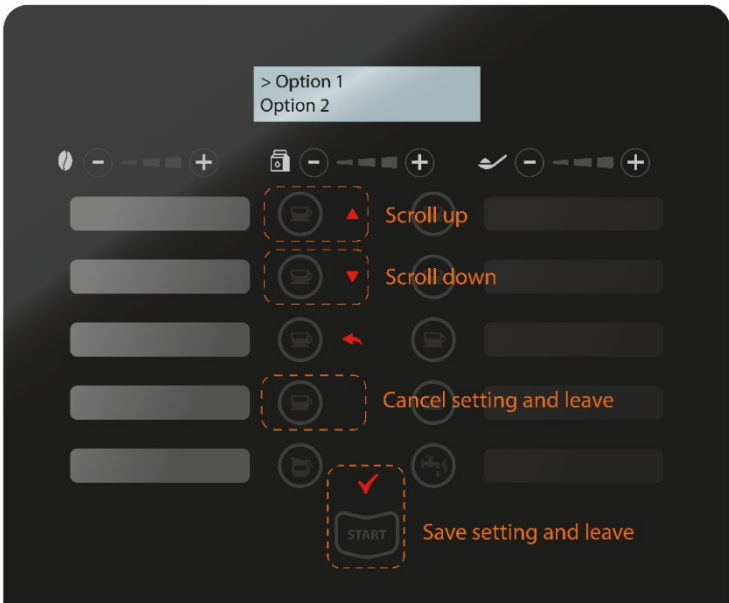 > Option 1
Option 2
Scroll up
Scroll down
Cancel setting and leave
START
Save setting and leave